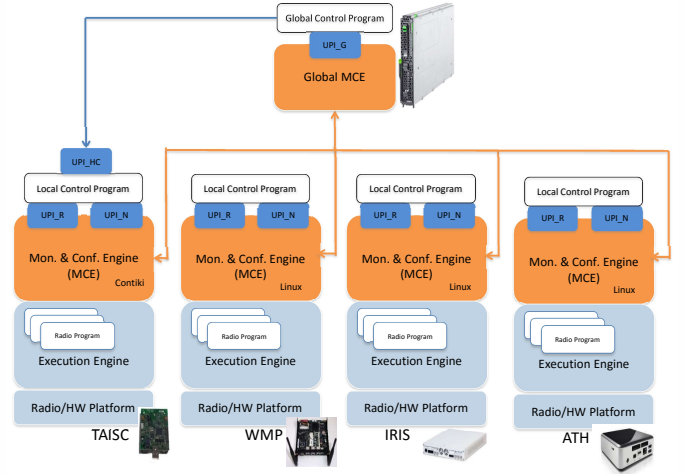 Global Control Program
UPI_G
Global MCE
UPI_HC
Local Control Program
UPI_R
UPI_N
Mon. & Conf. Engine
(MCE)
Contiki
Radio Program
Execution Engine
Radio/HW Platform
TAISC
Local Control Program
UPI_R
UPI_N
Mon. & Conf. Engine
(MCE)
Linux
Radio Program
Execution Engine
Radio/HW Platform
WMP
Local Control Program
UPI_R
UPI_N
Mon. & Conf. Engine
(MCE)
Linux
Radio Program
Execution Engine
Radio/HW Platform
IRIS
Local Control Program
UPI_R
UPI_N
Mon. & Conf. Engine
(MCE)
Linux
Radio Program
Execution Engine
Radio/HW Platform
ATH